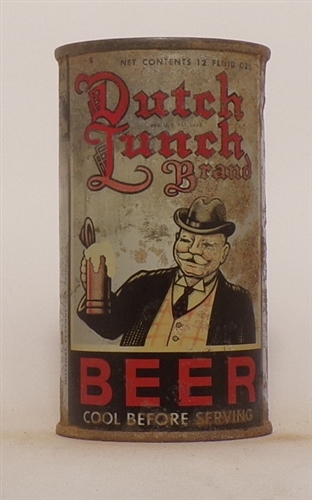 NET CONTENTS 12 FLUID OZ.
Dutch
Lunch
Brand
BEER
COOL BEFORE SERVING